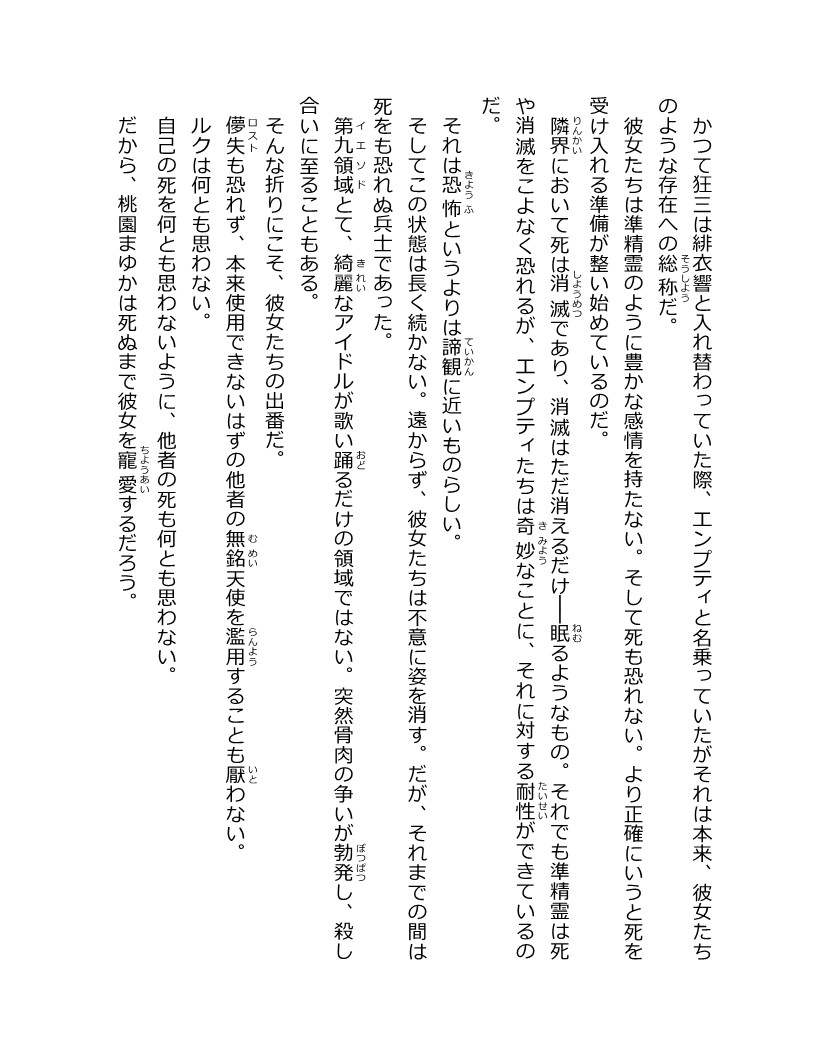 かつて狂三は緋衣響と入れ替わっていた際、エンプティと名乗っていたがそれは本来、彼女たち
のような存在への総称だ。
彼女たちは準精霊のように豊かな感情を持たない。そして死も恐れない。より正確にいうと死を
受け入れる準備が整い始めているのだ。
隣界において死は消滅であり、消滅はただ消えるだけ――眠るようなもの。それでも準精霊は死
や消滅をこよなく恐れるが、エンプティたちは奇妙なことに、それに対する耐性ができているの
だ。
それは恐怖というよりは諦観に近いものらしい。
そしてこの状態は長く続かない。遠からず、彼女たちは不意に姿を消す。だが、それまでの間は
死をも恐れぬ兵士であった。
第九領域とて、綺麗なアイドルが歌い踊るだけの領域ではない。突然骨肉の争いが勃発し、殺し
合いに至ることもある。
そんな折りにこそ、彼女たちの出番だ。
儚失も恐れず、本来使用できないはずの他者の無銘天使を濫用することも厭わない。
ルクは何とも思わない。
自己の死を何とも思わないように、他者の死も何とも思わない。
だから、桃園まゆかは死ぬまで彼女を寵愛するだろう。